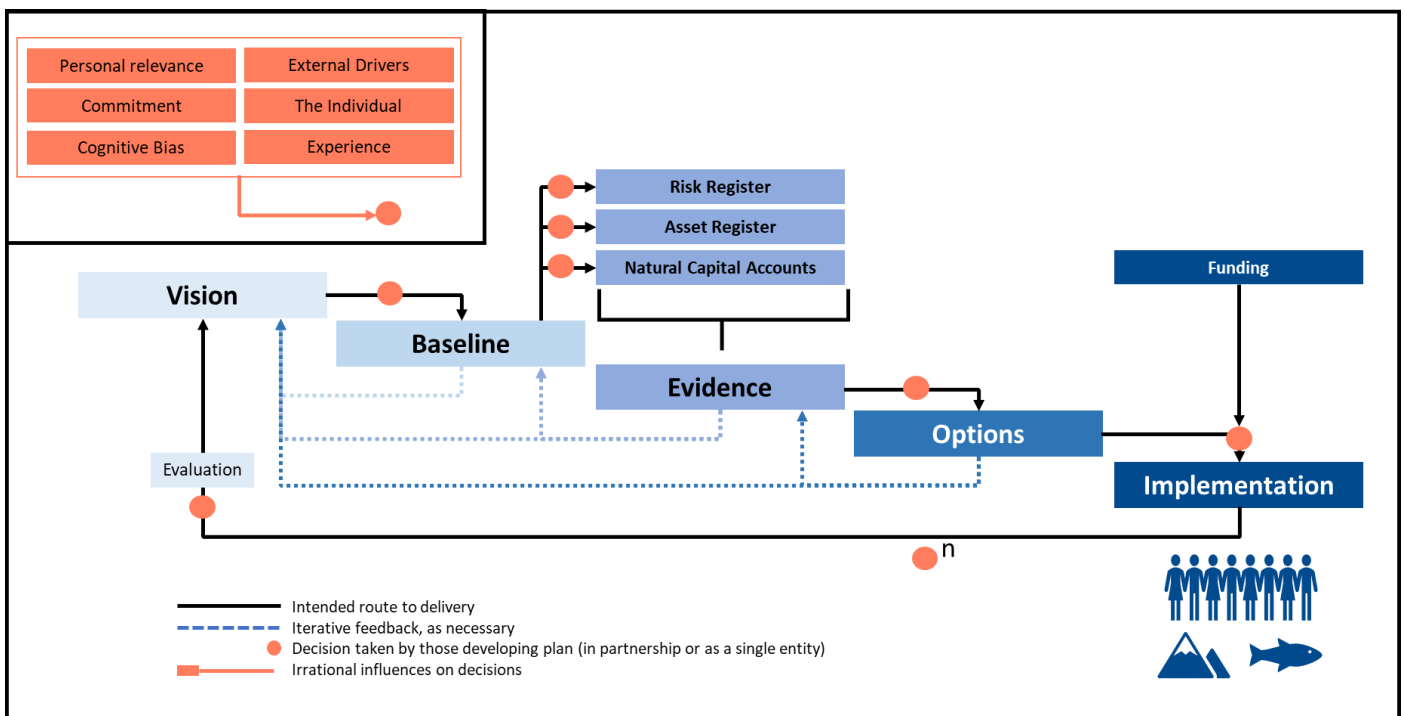 Personal relevance
External Drivers
Commitment
The Individual
Cognitive Bias
Experience
Risk Register
Asset Register
Natural Capital Accounts
Funding
Vision
Baseline
Evidence
Options
Evaluation
Implementation
n
Intended route to delivery
Iterative feedback, as necessary
Decision taken by those developing plan (in partnership or as a single entity)
Irrational influences on decisions